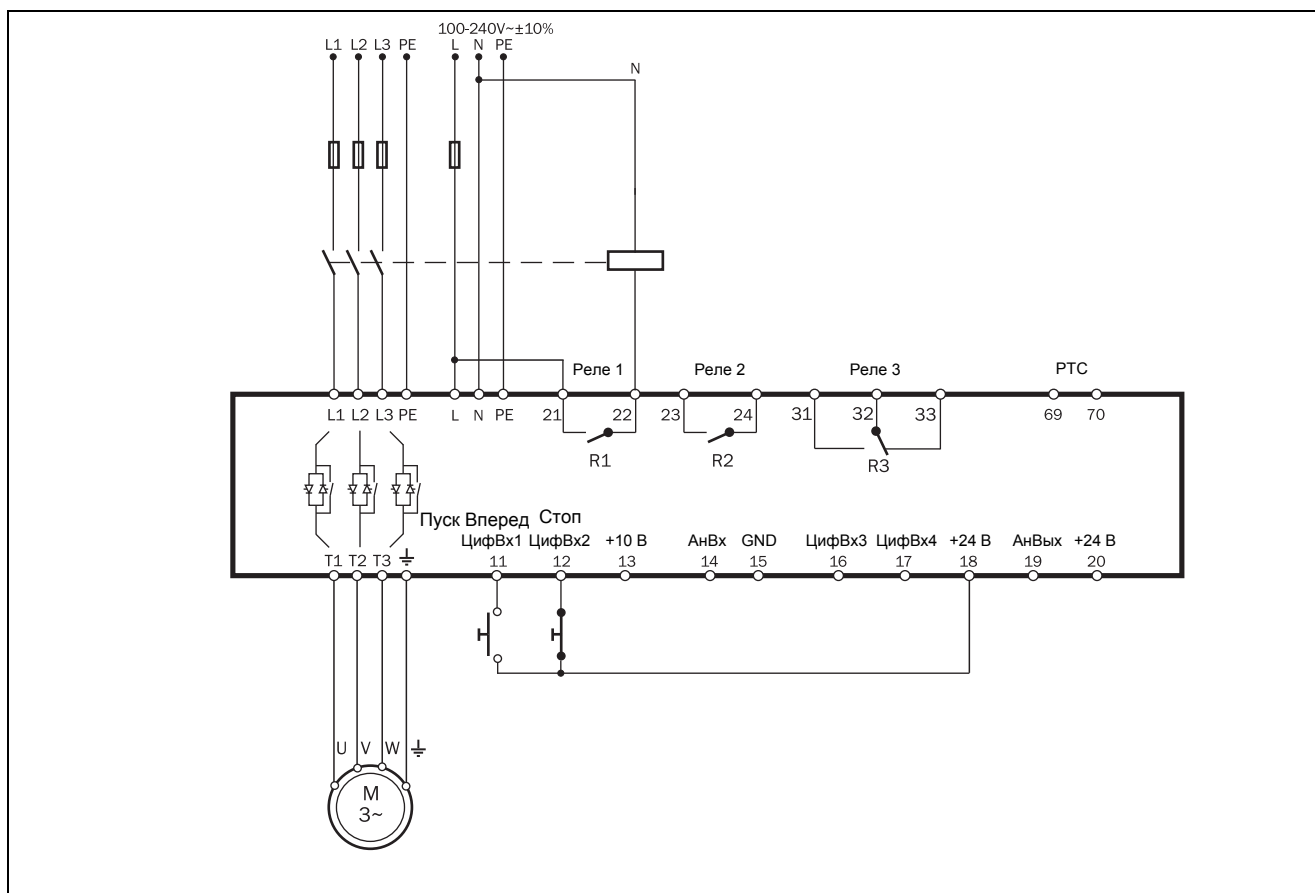 100-240V~±10%
L1 L2 L3 PE L N PE
N
Реле 1 Реле 2 Реле 3 PTC
L1 L2 L3 PE L N PE 21 22 23 24 31 32 33 69 70
R1 R2 R3
Пуск Вперед Стоп
ЦифВх1 ЦифВх2 +10 В АнВх GND ЦифВх3 ЦифВх4 +24 В АнВых +24 В
T1 T2 T3 11 12 13 14 15 16 17 18 19 20
U V W
M
3~